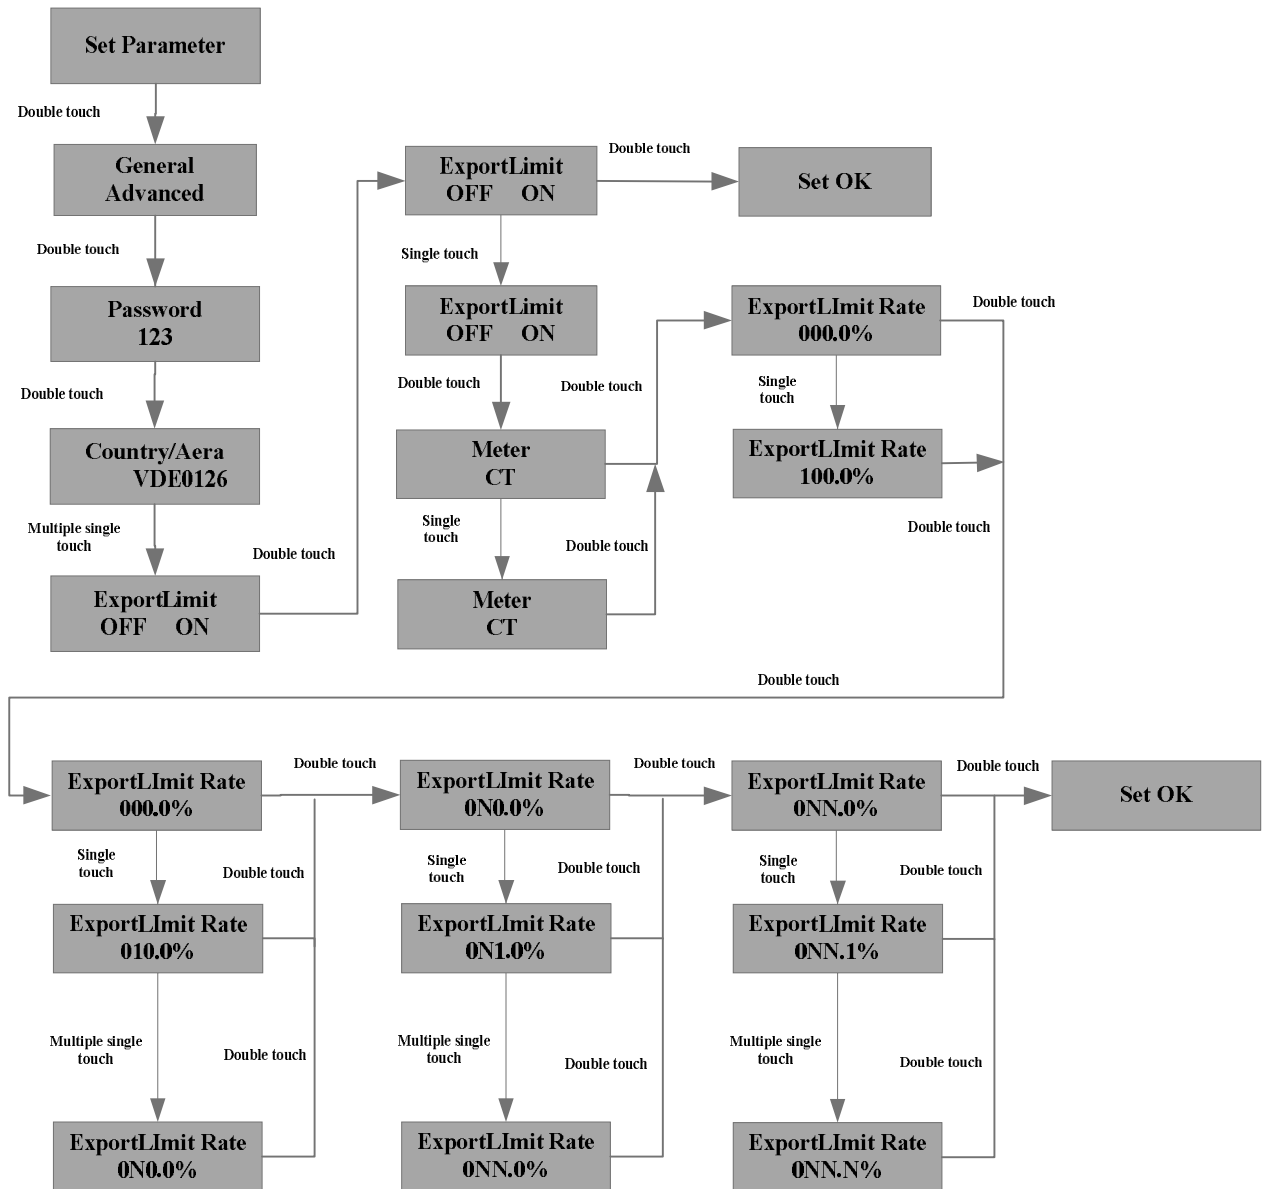 Set Parameter
Double touch
General
Advanced
Double touch
Password
123
Double touch
Country/Aera
VDE0126
Multiple single
touch
ExportLimit
OFF ON
Double touch
ExportLimit
OFF ON
Double touch
Set OK
Single touch
ExportLimit
OFF ON
Double touch
Meter
CT
Double touch
Single
touch
Meter
CT
Double touch
ExportLImit Rate
000.0%
Double touch
Single
touch
ExportLImit Rate
100.0%
Double touch
Double touch
ExportLImit Rate
000.0%
Double touch
Single
touch
Double touch
ExportLImit Rate
010.0%
Multiple single
touch
Double touch
ExportLImit Rate
0N0.0%
ExportLImit Rate
0N0.0%
Double touch
Single
touch
Double touch
ExportLImit Rate
0N1.0%
Multiple single
touch
Double touch
ExportLImit Rate
0NN.0%
ExportLImit Rate
0NN.0%
Double touch
Set OK
Single
touch
Double touch
ExportLImit Rate
0NN.1%
Multiple single
touch
Double touch
ExportLImit Rate
0NN.N%